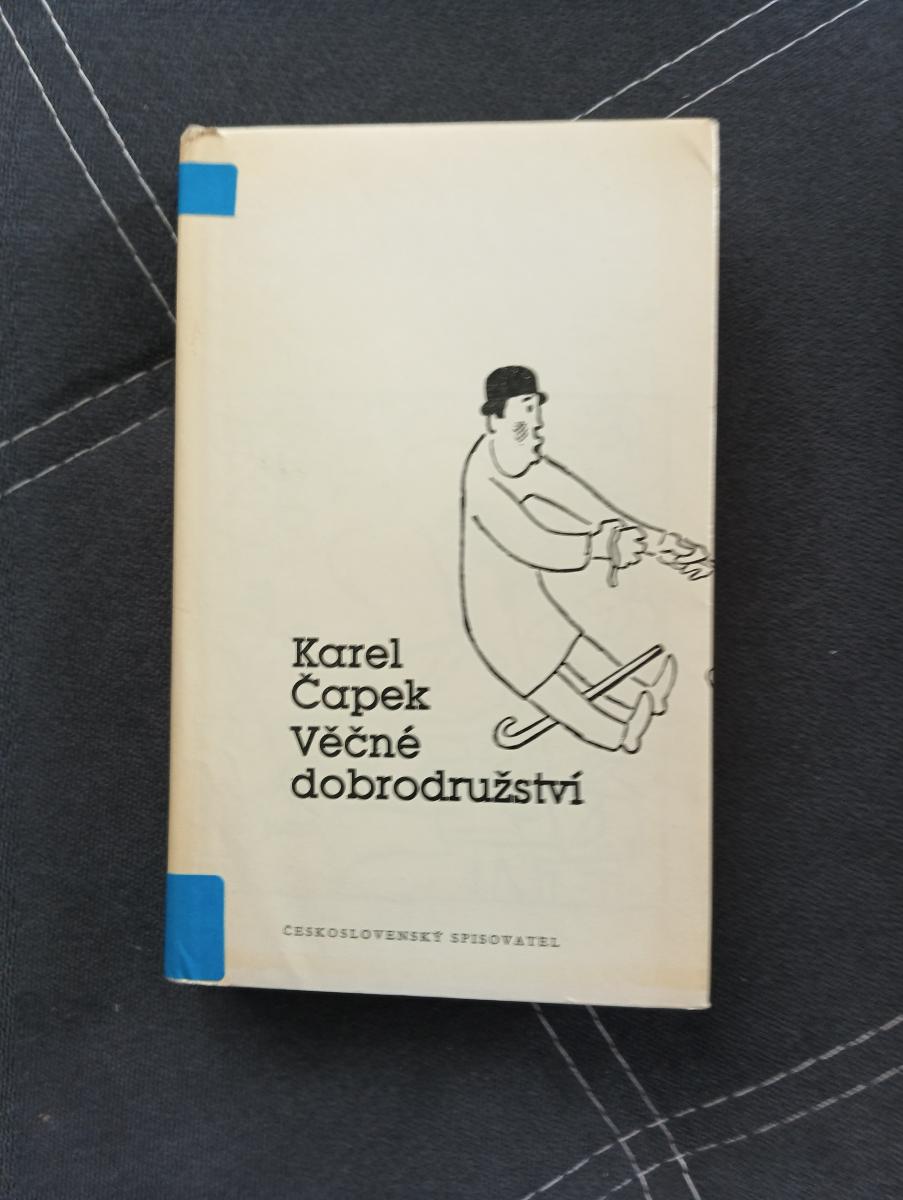 Karel
Čapek
Věčné
dobrodružství
ČESKOSLOVENSKÝ SPISOVATEL